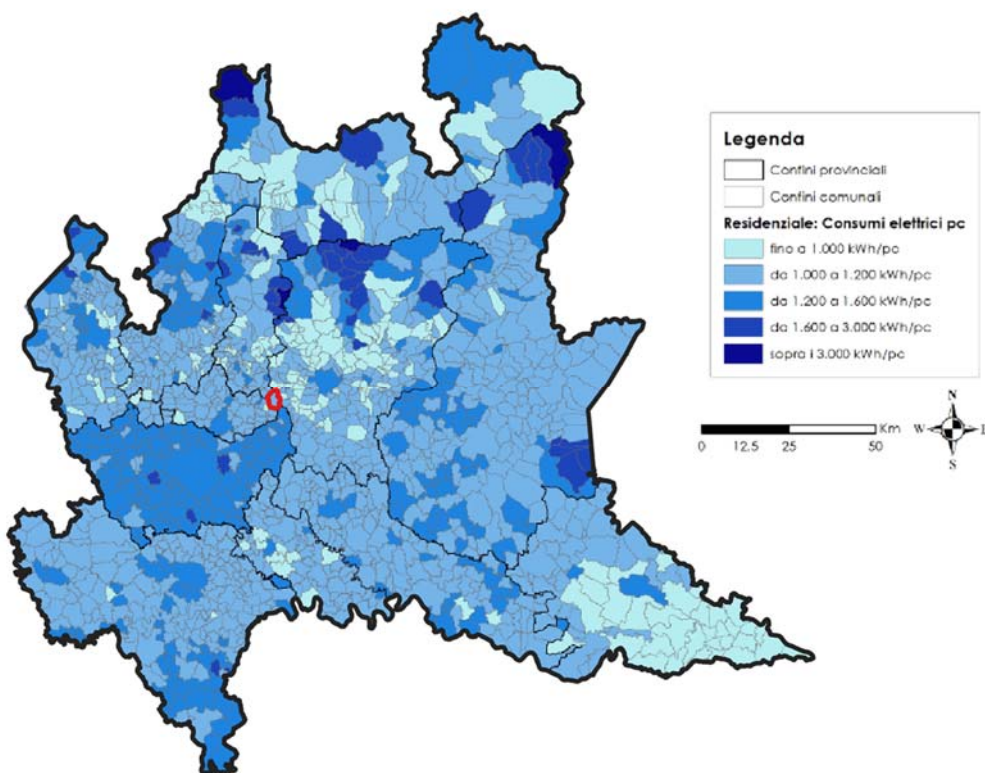 Legenda
Confini provinciali
Confini comunali
Residenziale: Consumi elettrici pc
fino a 1.000 kWh/pc
da 1.000 a 1.200 kWh/pc
da 1.200 a 1.600 kWh/pc
da 1.600 a 3.000 kWh/pc
sopra i 3.000 kWh/pc
N
W E
S
Km
0 12.5 25 50